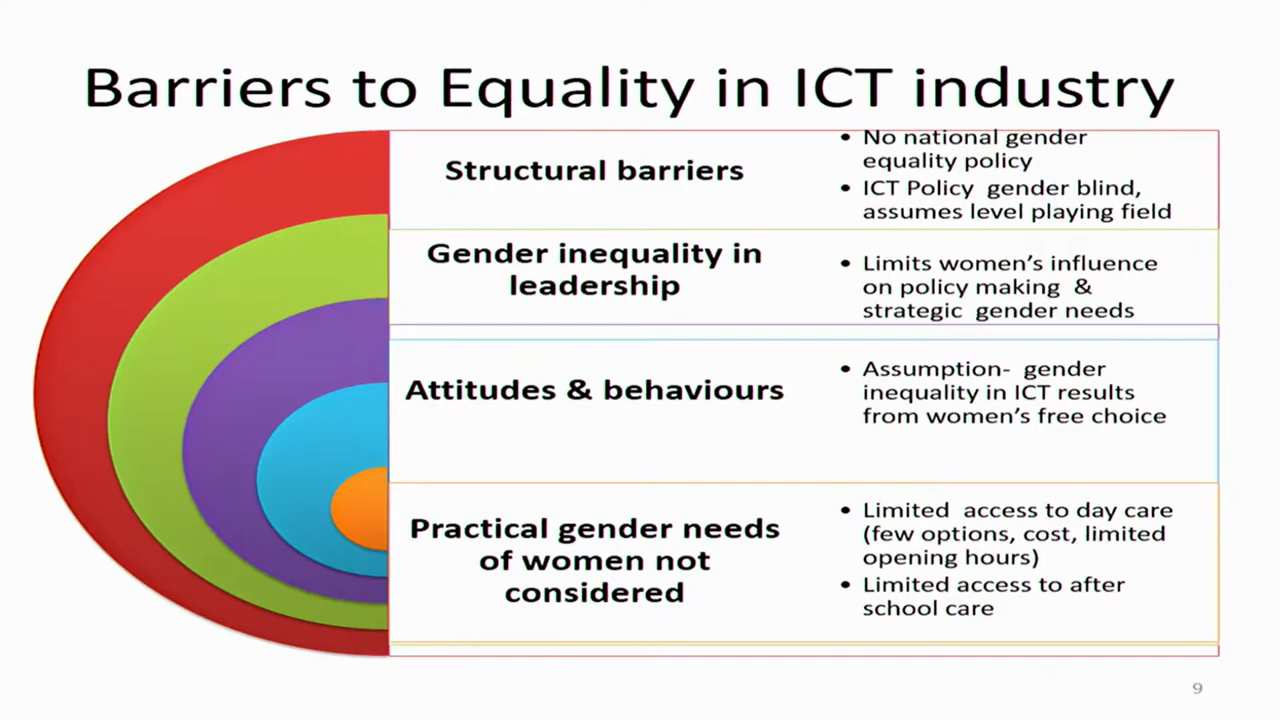 Barriers to Equality in ICT industry
Structural barriers
• No national gender
equality policy
• ICT Policy gender blind,
assumes level playing field
Gender inequality in
leadership
• Limits women’s influence
on policy making &
strategic gender needs
Attitudes & behaviours
• Assumption- gender
inequality in ICT results
from women’s free choice
Practical gender needs
of women not
considered
• Limited access to day care
(few options, cost, limited
opening hours)
• Limited access to after
school care
9